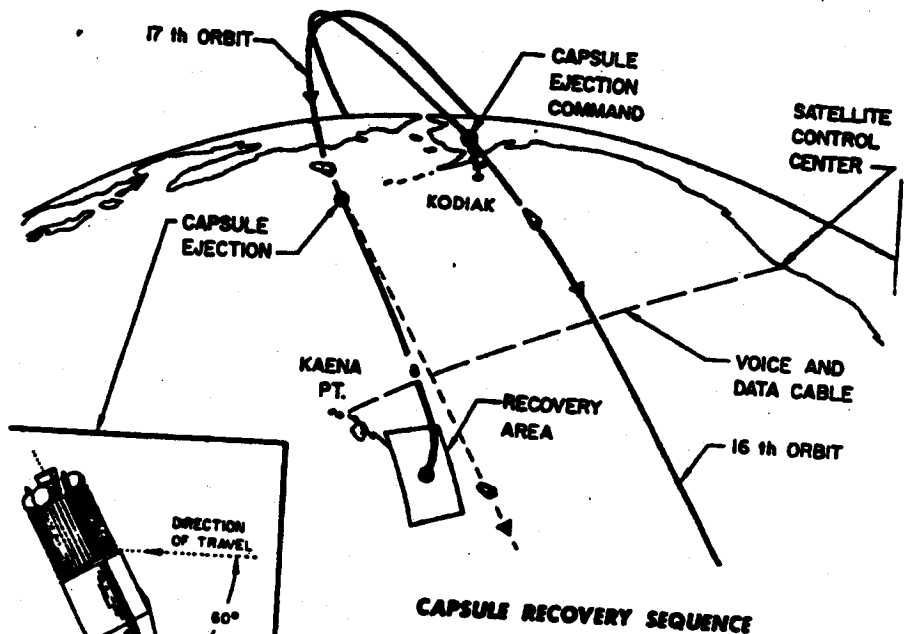 17 th ORBIT
CAPSULE
EJECTION
COMMAND
SATELLITE
CONTROL
CENTER
KODIAK
CAPSULE
EJECTION
KAENA
PT.
RECOVERY
AREA
VOICE AND
DATA CABLE
16 th ORBIT
DIRECTION
OF TRAVEL
60°
CAPSULE RECOVERY SEQUENCE